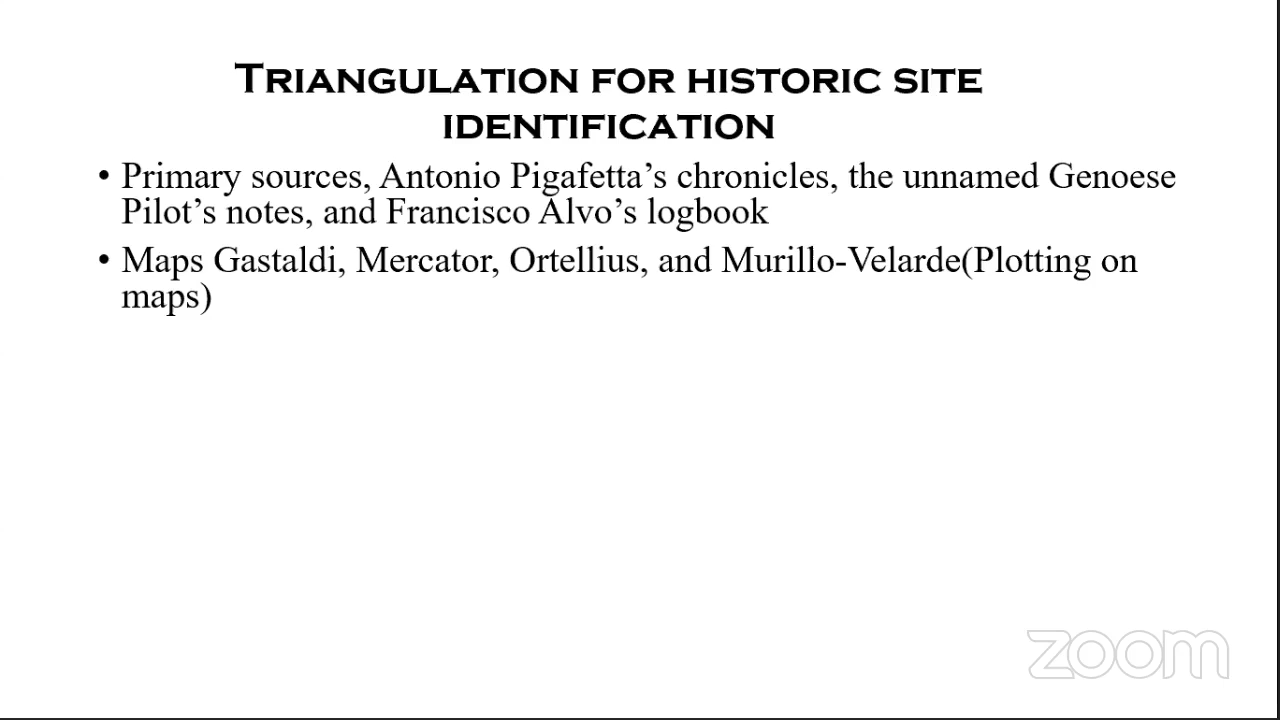 TRIANGULATION FOR HISTORIC SITE
IDENTIFICATION
• Primary sources, Antonio Pigafetta’s chronicles, the unnamed Genoese
Pilot’s notes, and Francisco Alvo’s logbook
• Maps Gastaldi, Mercator, Ortellius, and Murillo-Velarde(Plotting on
maps)
zoom